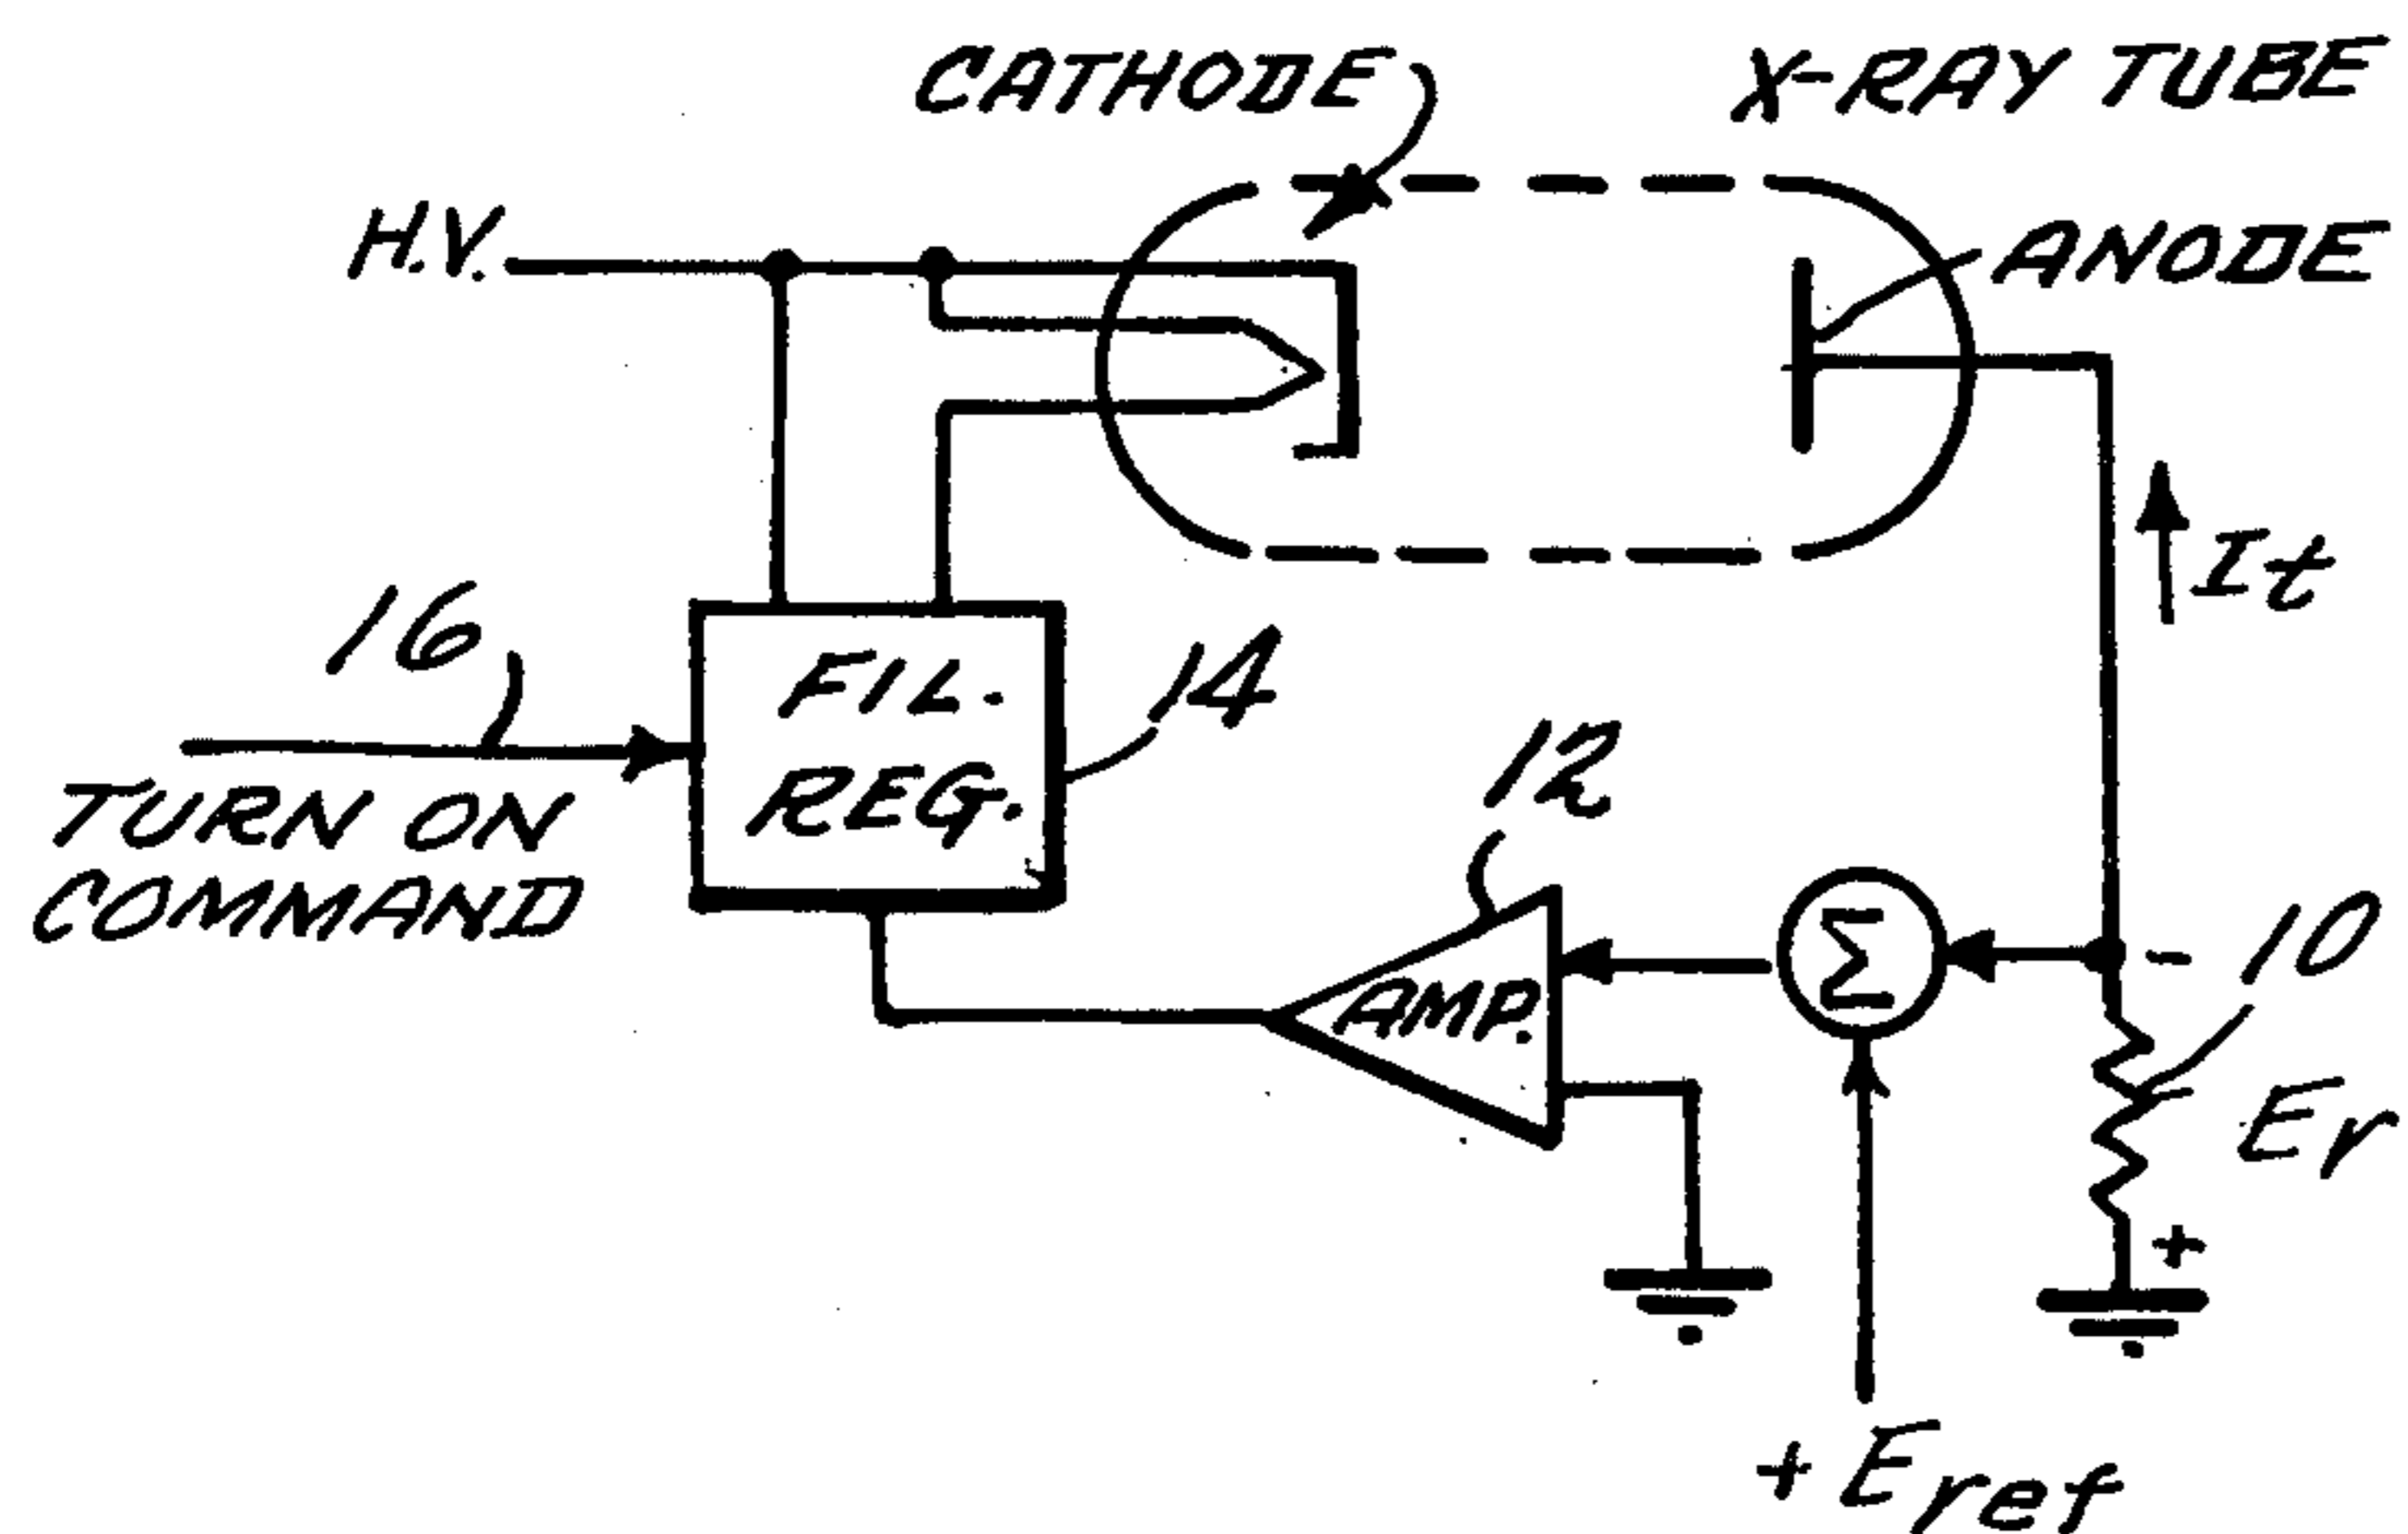 CATHODE
X-RAY TUBE
H.V.
ANODE
It
16
FIL.
REG.
14
TURN ON
COMMAND
12
AMP.
Σ
-
10
Er
+
+Eref